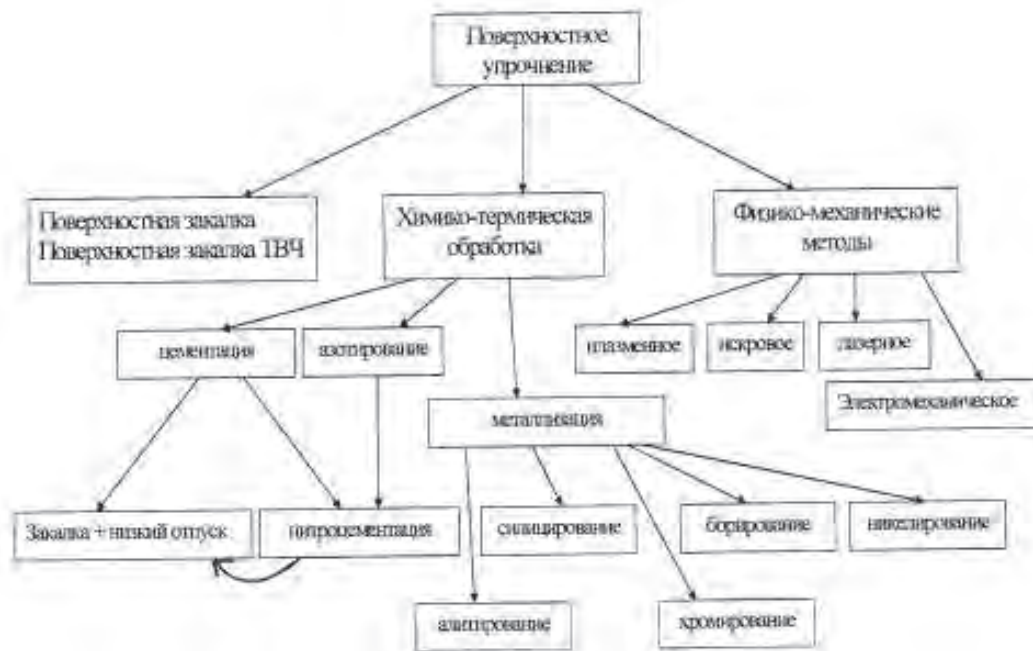 Поверхностное
упрочнение
Поверхностная закалка
Поверхностная закалка ТВЧ
Химико-термическая
обработка
Физико-механические
методы
цементация
азотирование
плазменное
искровое
лазерное
Электромеханическое
металлизация
Закалка + низкий отпуск
нитроцементация
силицирование
борирование
никелирование
алитирование
хромирование